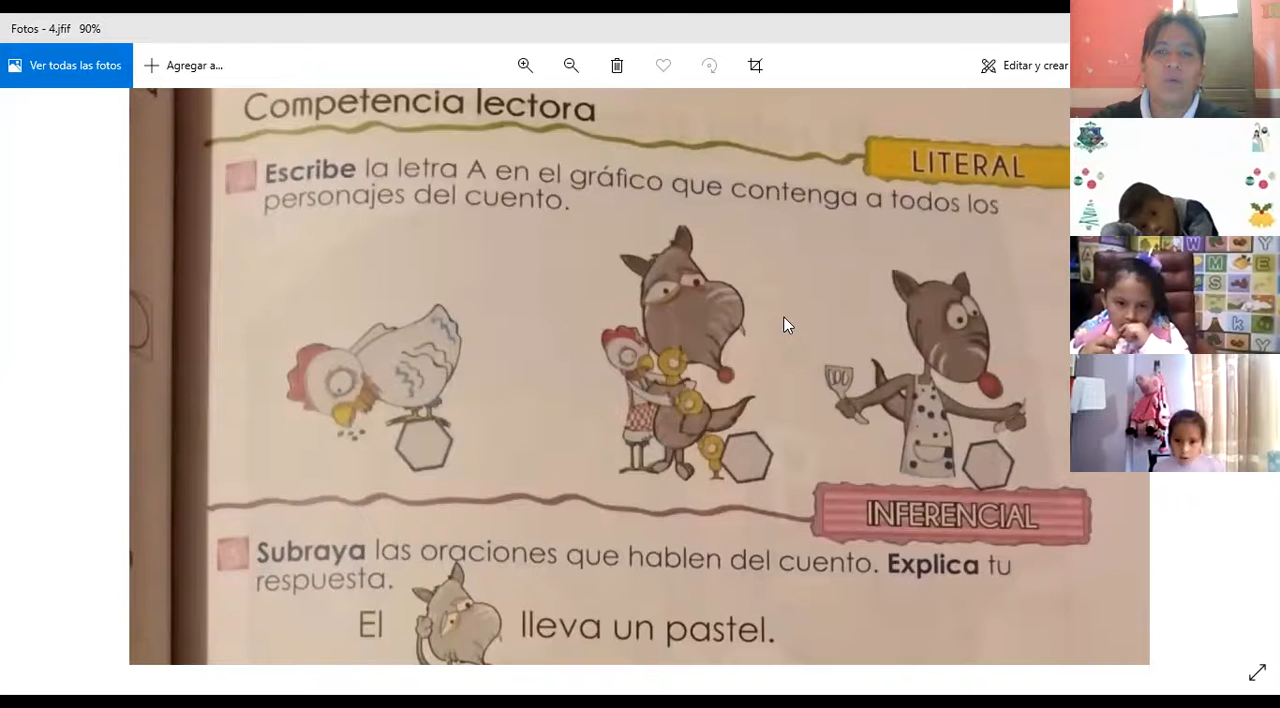 Fotos - 4.jfif 90%
Ver todas las fotos
Agregar a...
Editar y crear
Competencia lectora
LITERAL
Escribe la letra A en el gráfico que contenga a todos los
personajes del cuento.
INFERENCIAL
Subraya las oraciones que hablen del cuento. Explica tu
respuesta.
El lleva un pastel.